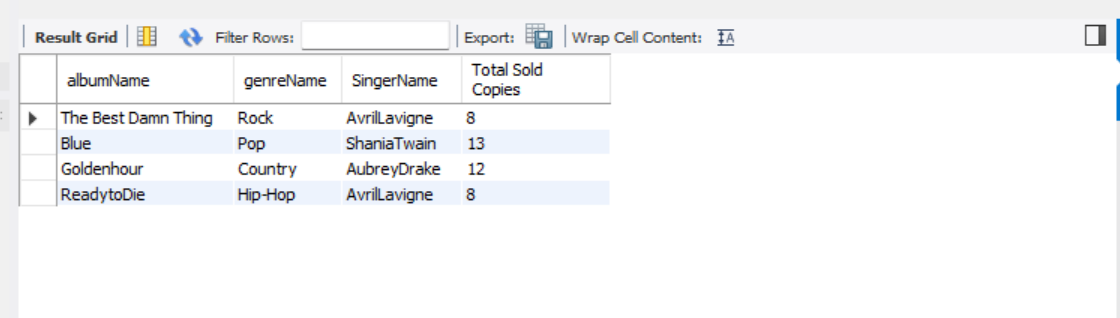 Result Grid Filter Rows: Export: Wrap Cell Content:
albumName genreName SingerName Total Sold Copies
The Best Damn Thing Rock AvrilLavigne 8
Blue Pop ShaniaTwain 13
Goldenhour Country AubreyDrake 12
ReadytoDie Hip-Hop AvrilLavigne 8